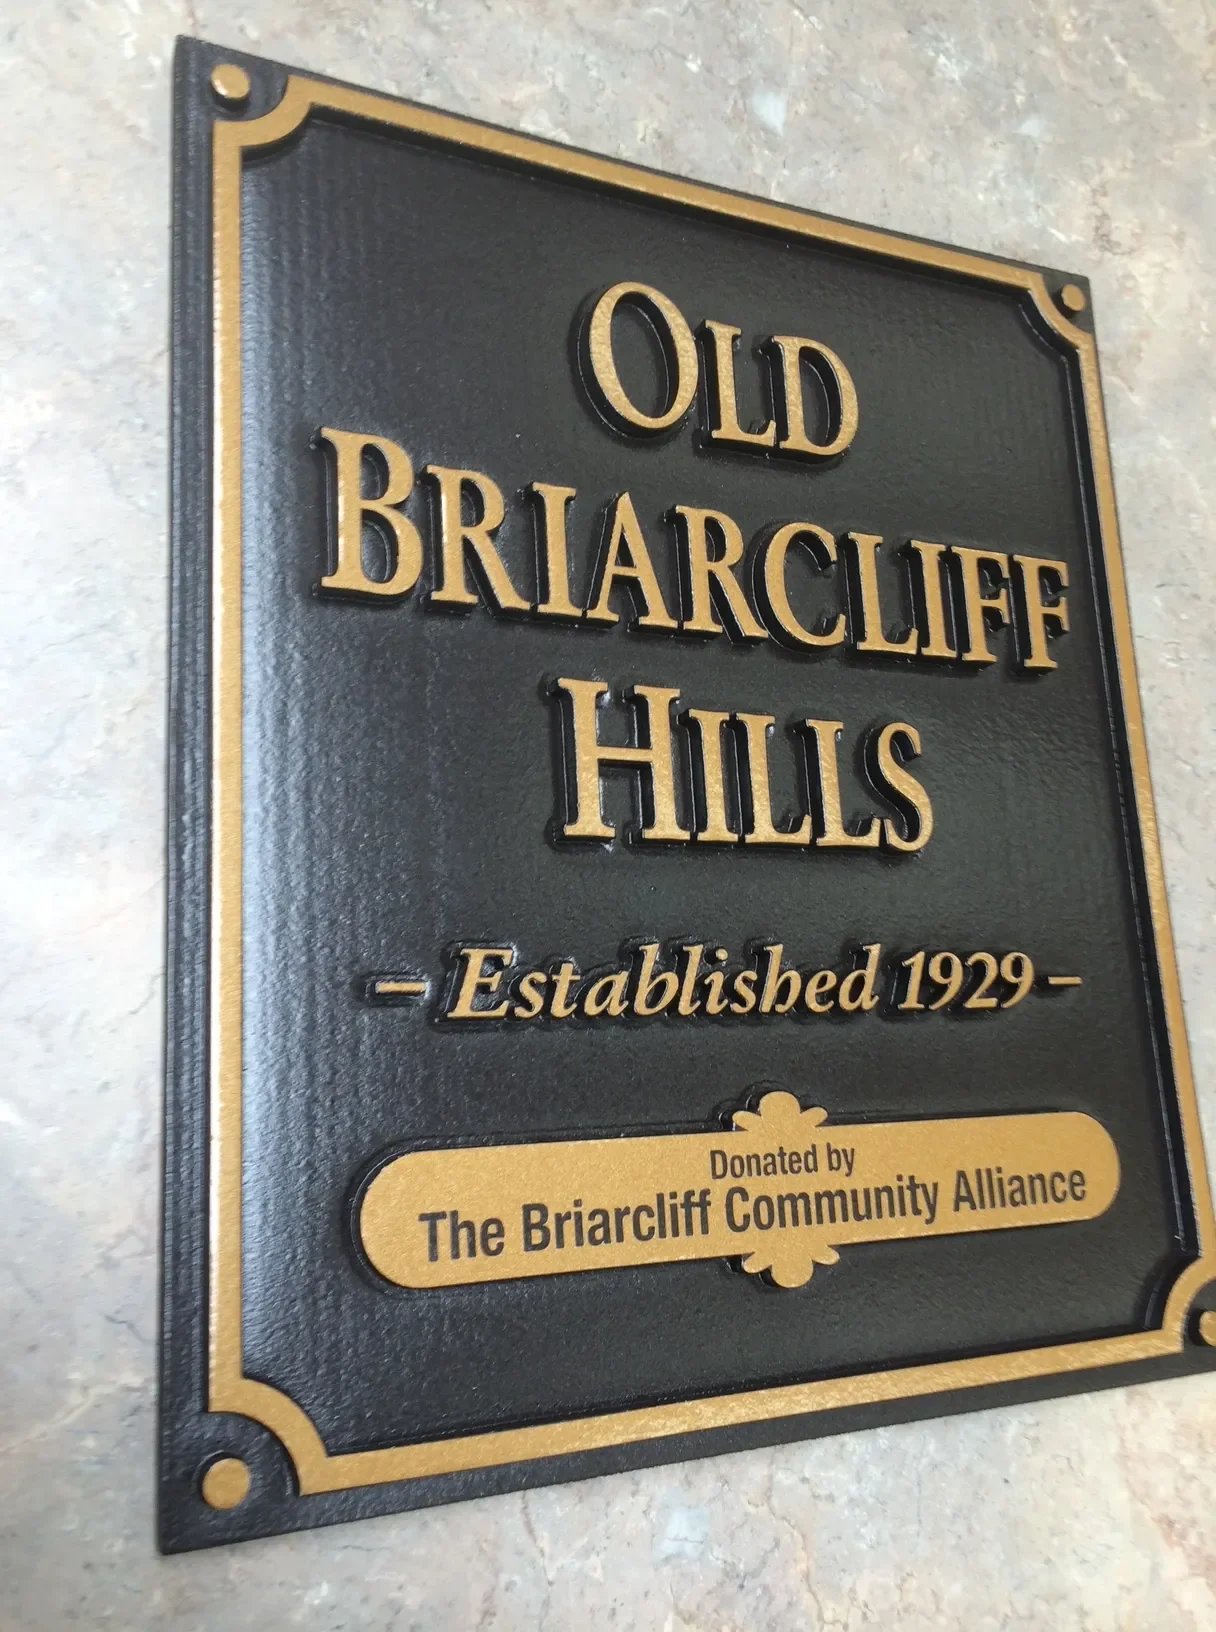 OLD
BRIARCLIFF
HILLS
– Established 1929 –
Donated by
The Briarcliff Community Alliance